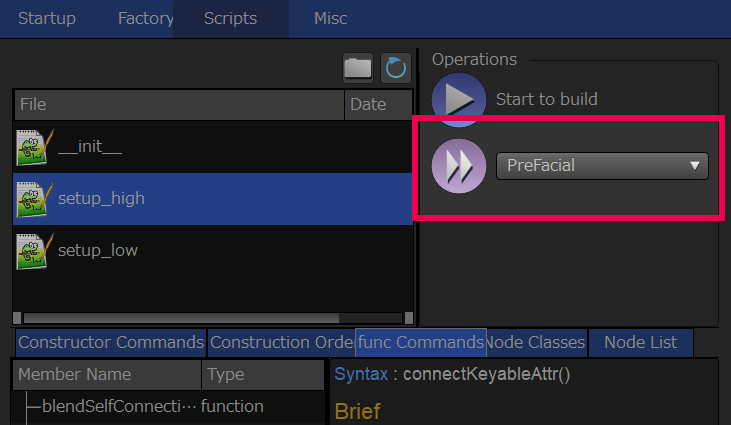 Startup Factory Scripts Misc
Operations
Start to build
File Date
PreFacial
__init__
setup_high
setup_low
Constructor Commands Construction Orde func Commands Node Classes Node List
Member Name Type
Syntax : connectKeyableAttr()
blendSelfConnecti··· function
Brief